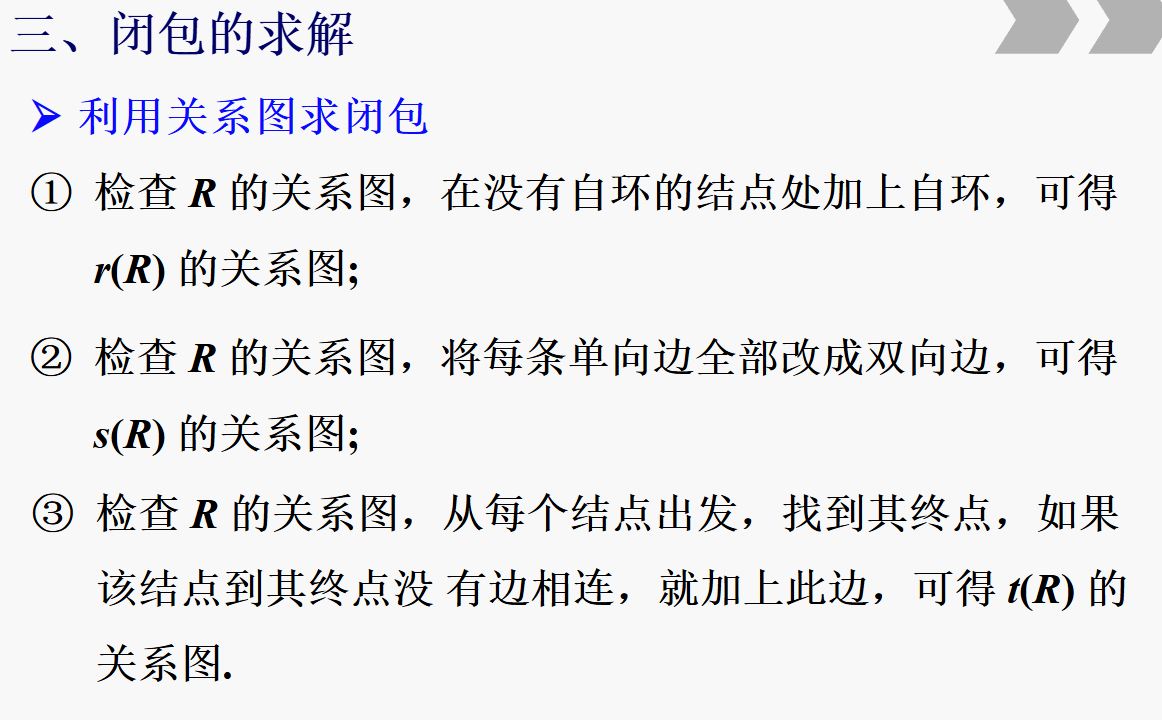 三、闭包的求解
➢ 利用关系图求闭包
① 检查 R 的关系图，在没有自环的结点处加上自环，可得
r(R) 的关系图;
② 检查 R 的关系图，将每条单向边全部改成双向边，可得
s(R) 的关系图;
③ 检查 R 的关系图，从每个结点出发，找到其终点，如果
该结点到其终点没 有边相连，就加上此边，可得 t(R) 的
关系图.